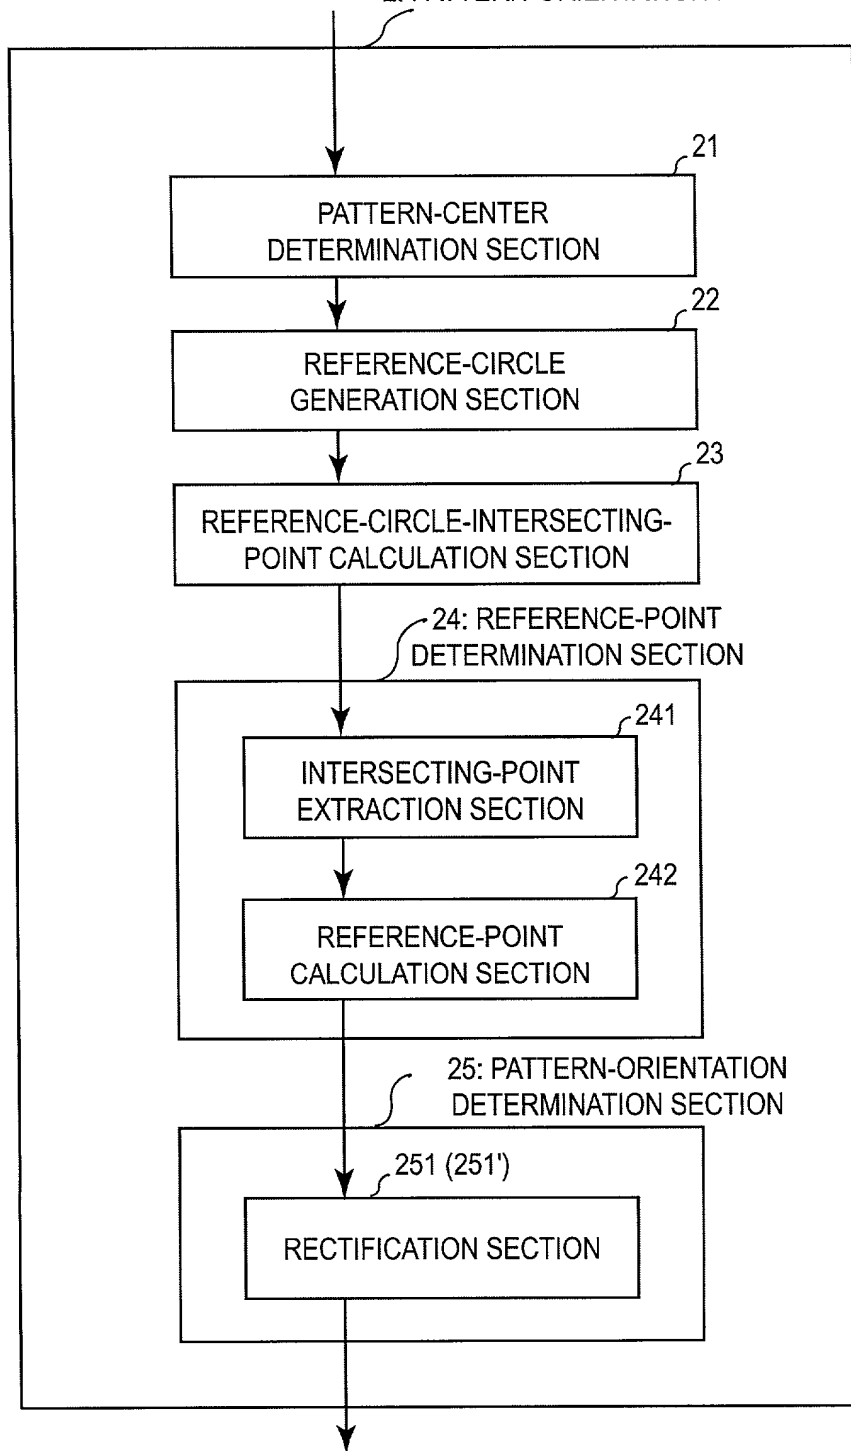 21
PATTERN-CENTER
DETERMINATION SECTION
22
REFERENCE-CIRCLE
GENERATION SECTION
23
REFERENCE-CIRCLE-INTERSECTING-
POINT CALCULATION SECTION
24: REFERENCE-POINT
DETERMINATION SECTION
241
INTERSECTING-POINT
EXTRACTION SECTION
242
REFERENCE-POINT
CALCULATION SECTION
25: PATTERN-ORIENTATION
DETERMINATION SECTION
251 (251')
RECTIFICATION SECTION